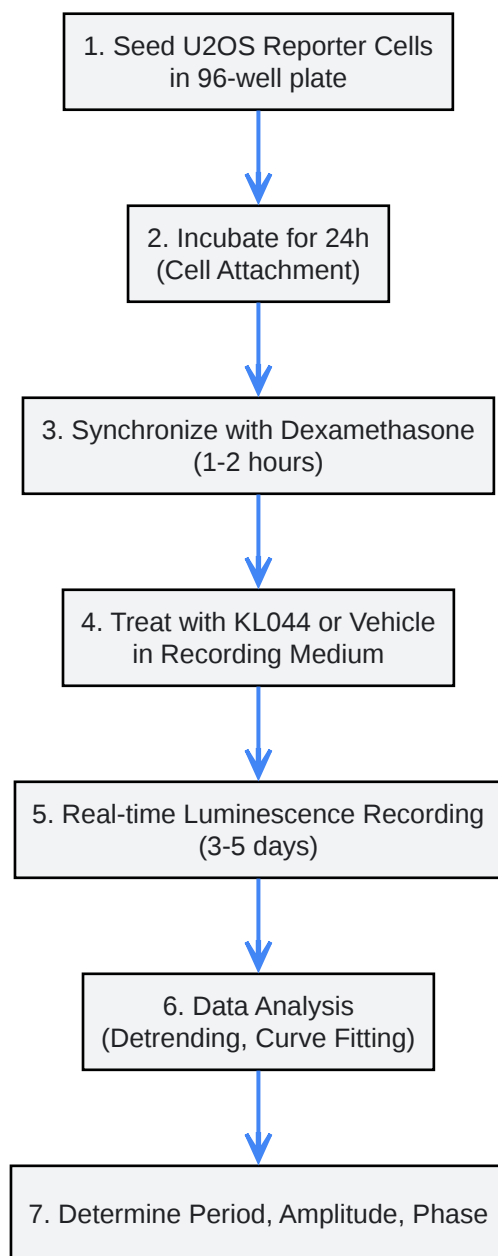 1. Seed U2OS Reporter Cells
in 96-well plate
2. Incubate for 24h
(Cell Attachment)
3. Synchronize with Dexamethasone
(1-2 hours)
4. Treat with KL044 or Vehicle
in Recording Medium
5. Real-time Luminescence Recording
(3-5 days)
6. Data Analysis
(Detrending, Curve Fitting)
7. Determine Period, Amplitude, Phase